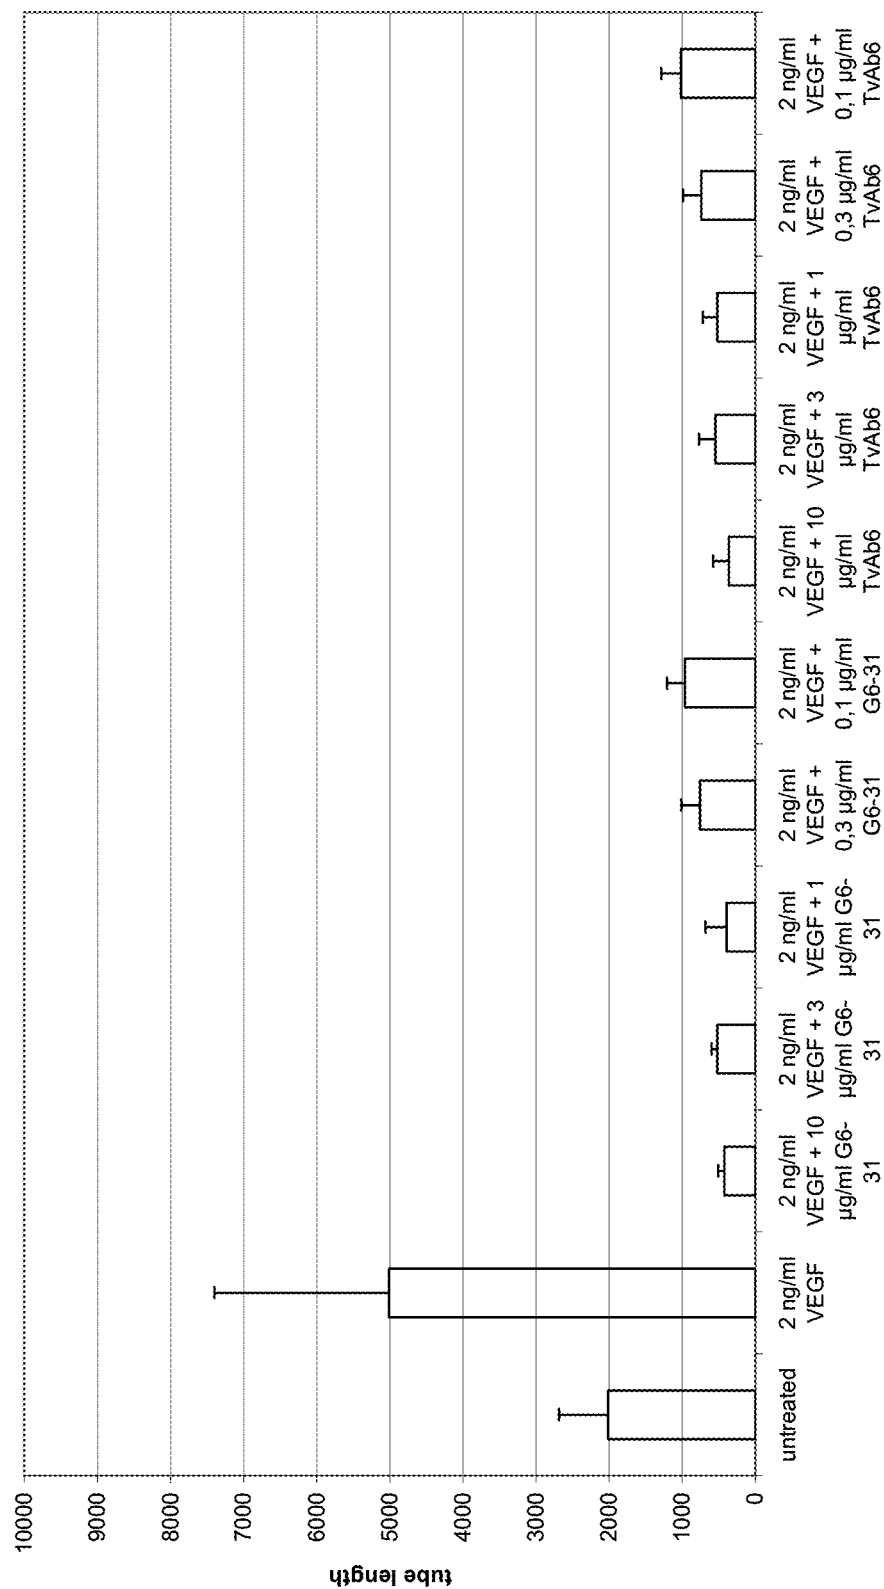 tube length
10000
9000
8000
7000
6000
5000
4000
3000
2000
1000
0
untreated
2 ng/ml
VEGF
2 ng/ml
VEGF + 10
µg/ml G6-
31
2 ng/ml
VEGF + 3
µg/ml G6-
31
2 ng/ml
VEGF + 1
µg/ml G6-
31
2 ng/ml
VEGF +
0,3 µg/ml
G6-31
2 ng/ml
VEGF +
0,1 µg/ml
G6-31
2 ng/ml
VEGF + 10
µg/ml
TvAb6
2 ng/ml
VEGF + 3
µg/ml
TvAb6
2 ng/ml
VEGF + 1
µg/ml
TvAb6
2 ng/ml
VEGF +
0,3 µg/ml
TvAb6
2 ng/ml
VEGF +
0,1 µg/ml
TvAb6